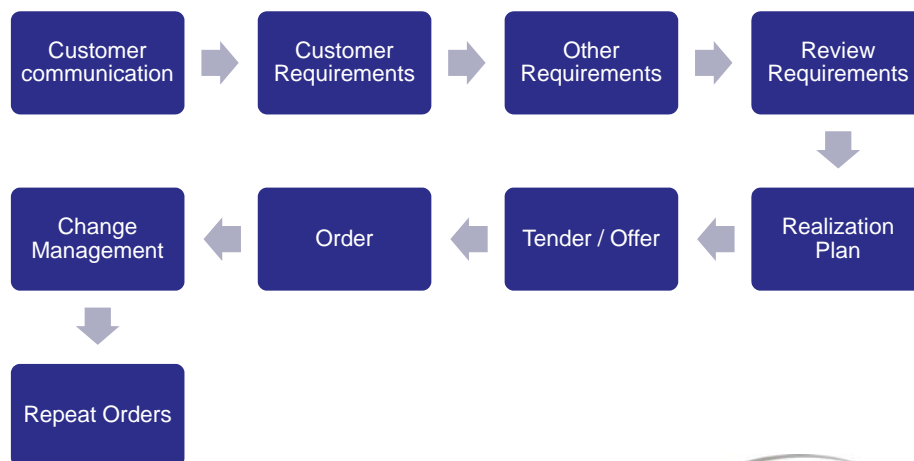 Customer
communication
Customer
Requirements
Other
Requirements
Review
Requirements
Realization
Plan
Tender / Offer
Order
Change
Management
Repeat Orders